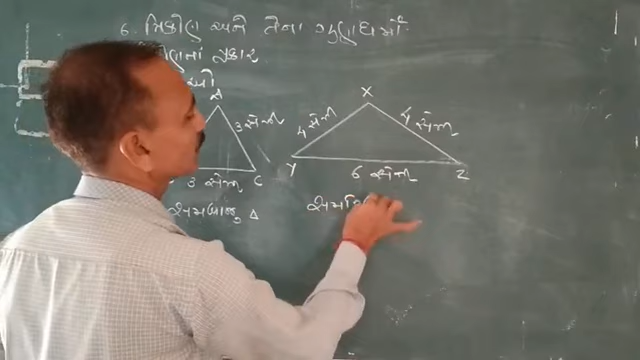 6. ત્રિકોણ અને તેના ગુણધર્મો
પ્રકાર
A
X
3 સેમી
4 સેમી
4 સેમી
Y
6 સેમી
Z
3 સેમી C
સમબાજુ Δ